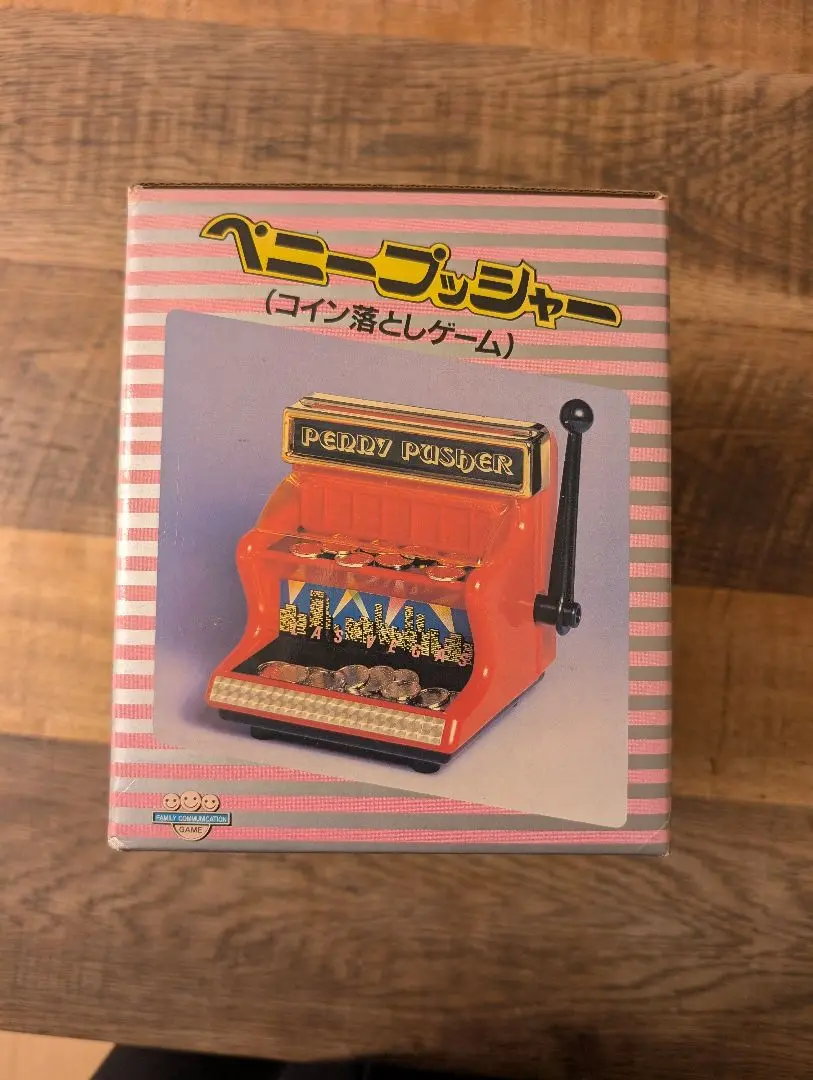 ペニープッシャー
(コイン落としゲーム)
PENNY PUSHER
LAS VEGAS
FAMILY COMMUNICATION
GAME